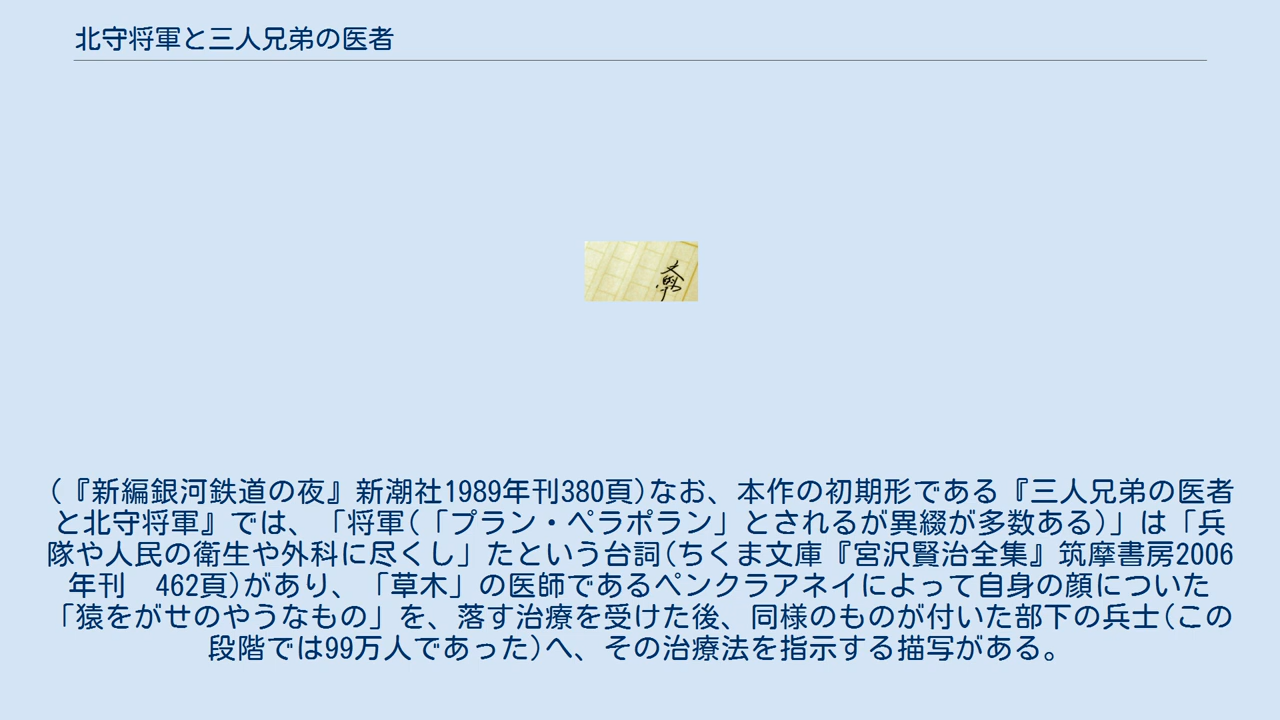 北守将軍と三人兄弟の医者
(『新編銀河鉄道の夜』新潮社1989年刊380頁)なお、本作の初期形である『三人兄弟の医者
と北守将軍』では、「将軍(「プラン・ペラポラン」とされるが異綴が多数ある)」は「兵
隊や人民の衛生や外科に尽くし」たという台詞(ちくま文庫『宮沢賢治全集』筑摩書房2006
年刊　462頁)があり、「草木」の医師であるペンクラアネイによって自身の顔についた
「猿をがせのやうなもの」を、落す治療を受けた後、同様のものが付いた部下の兵士(この
段階では99万人であった)へ、その治療法を指示する描写がある。